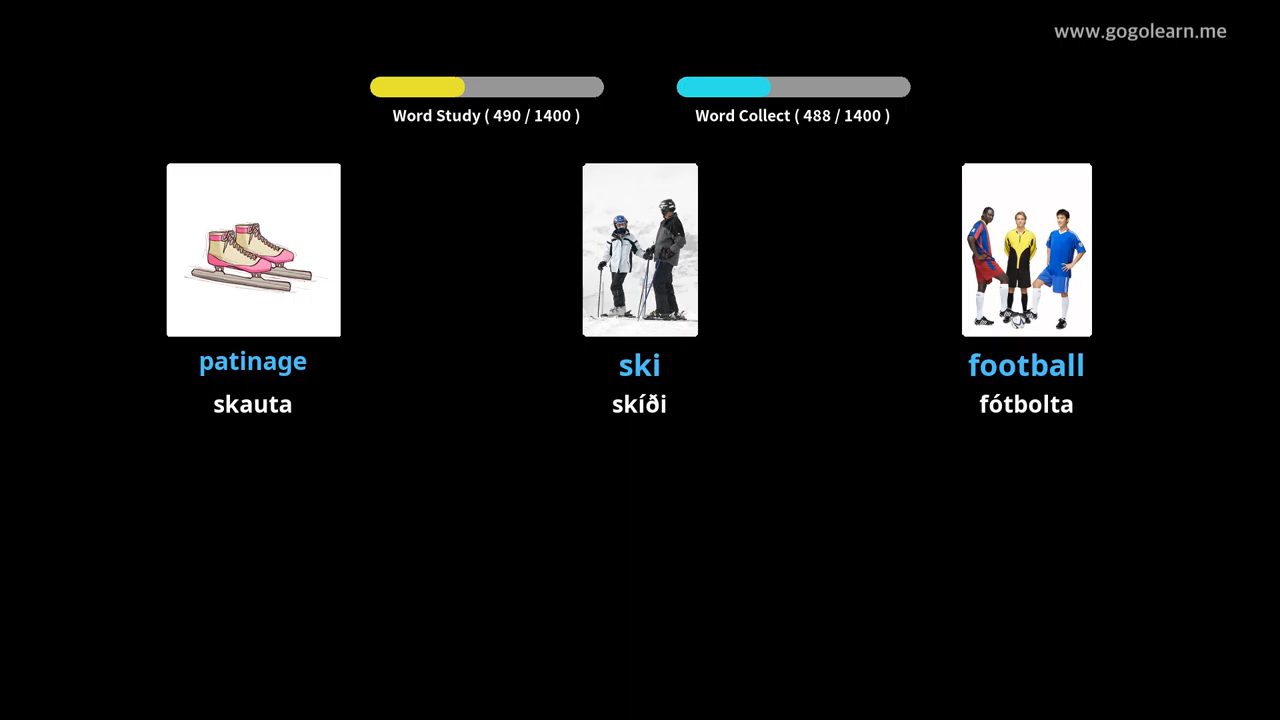 www.gogolearn.me
Word Study ( 490 / 1400 )
Word Collect ( 488 / 1400 )
patinage
ski
football
skauta
skíði
fótbolta